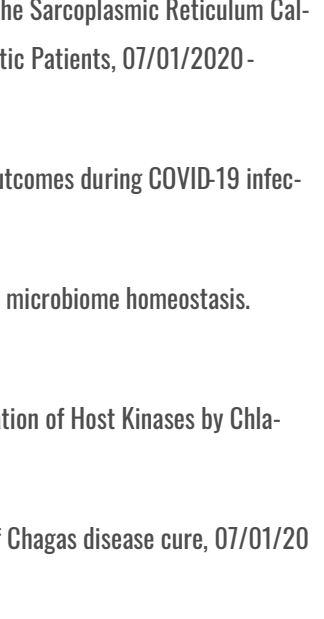 he Sarcoplasmic Reticulum Cal-
tic Patients, 07/01/2020-
utcomes during COVID-19 infec-
microbiome homeostasis.
tion of Host Kinases by Chla-
f Chagas disease cure, 07/01/20